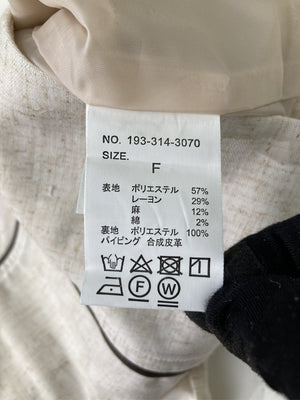 NO. 193-314-3070
SIZE.
F
表地 ポリエステル 57%
レーヨン 29%
麻 12%
綿 2%
裏地 ポリエステル 100%
パイピング 合成皮革
F W